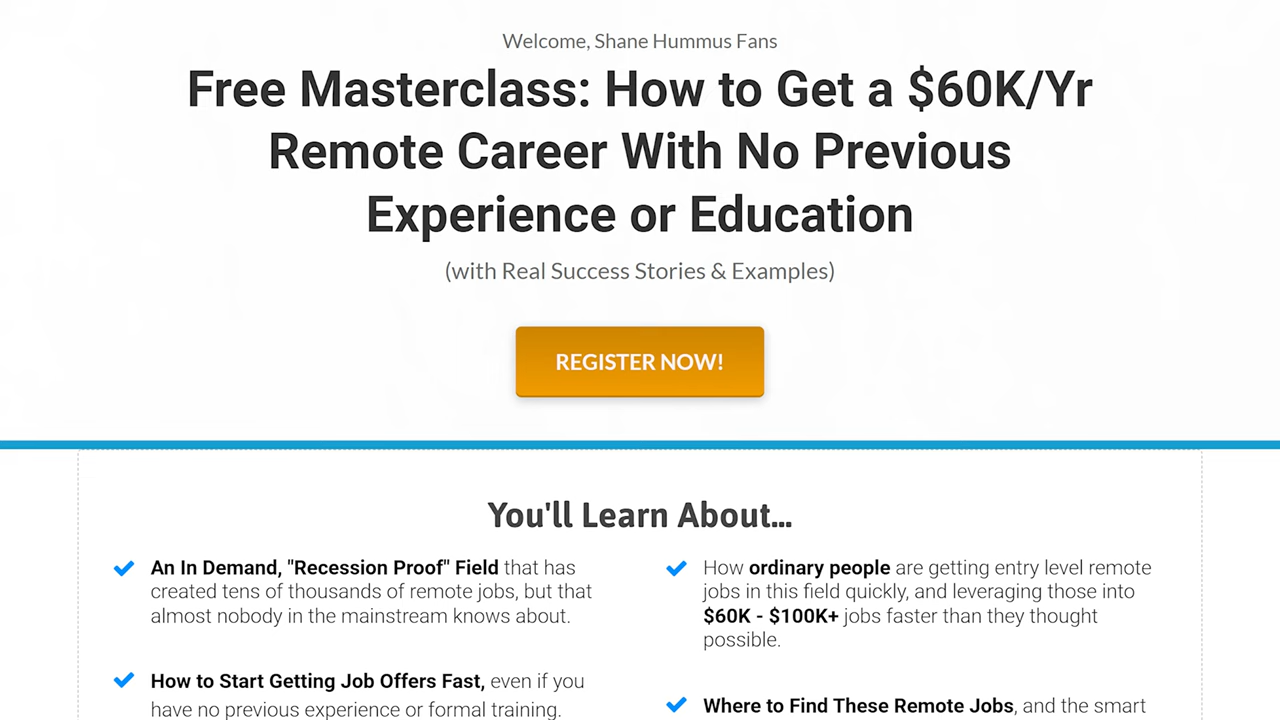 Welcome, Shane Hummus Fans
Free Masterclass: How to Get a $60K/Yr
Remote Career With No Previous
Experience or Education
(with Real Success Stories & Examples)
REGISTER NOW!
You'll Learn About...
An In Demand, "Recession Proof" Field that has
created tens of thousands of remote jobs, but that
almost nobody in the mainstream knows about.
How to Start Getting Job Offers Fast, even if you
have no previous experience or formal training.
How ordinary people are getting entry level remote
jobs in this field quickly, and leveraging those into
$60K - $100K+ jobs faster than they thought
possible.
Where to Find These Remote Jobs, and the smart